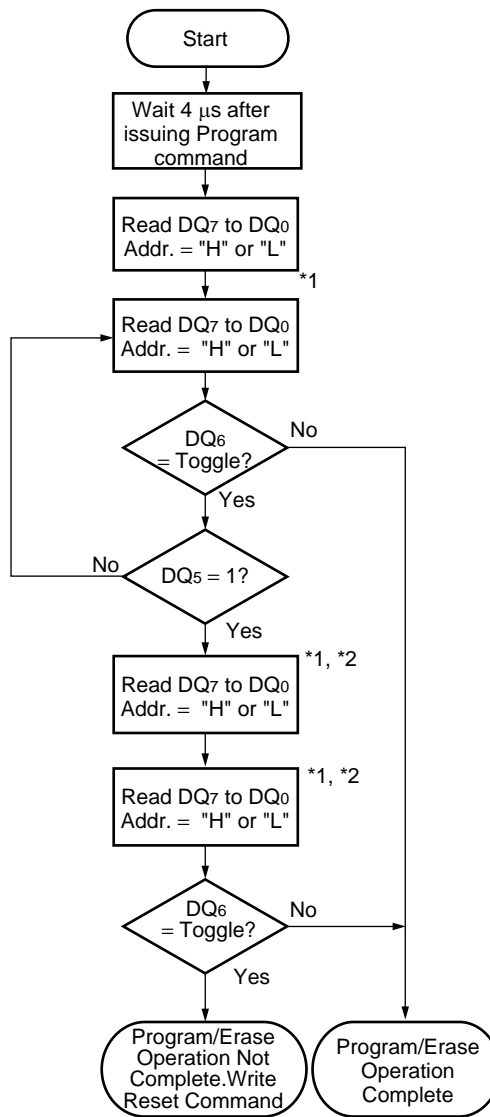 Start
Wait 4 μs after
issuing Program
command
Read DQ7 to DQ0
Addr. = "H" or "L"
*1
Read DQ7 to DQ0
Addr. = "H" or "L"
DQ6
= Toggle?
No
Yes
No
DQ5 = 1?
Yes
*1, *2
Read DQ7 to DQ0
Addr. = "H" or "L"
*1, *2
Read DQ7 to DQ0
Addr. = "H" or "L"
DQ6
= Toggle?
No
Yes
Program/Erase
Operation Not
Complete.Write
Reset Command
Program/Erase
Operation
Complete